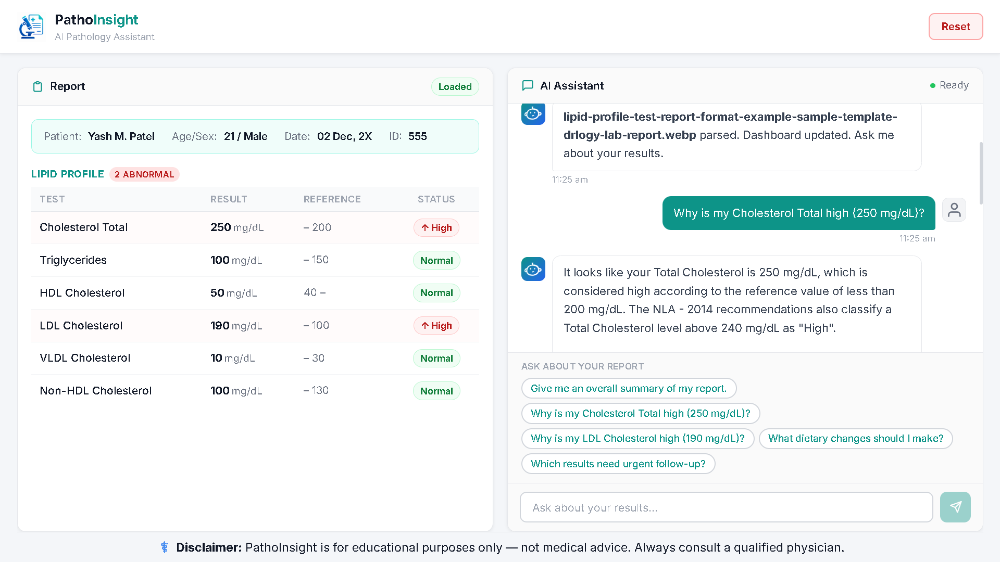 PathoInsight
AI Pathology Assistant
Reset
Report
Loaded
Patient: Yash M. Patel Age/Sex: 21 / Male Date: 02 Dec, 2X ID: 555
LIPID PROFILE 2 ABNORMAL
TEST RESULT REFERENCE STATUS
Cholesterol Total 250 mg/dL – 200 ↑ High
Triglycerides 100 mg/dL – 150 Normal
HDL Cholesterol 50 mg/dL 40 – Normal
LDL Cholesterol 190 mg/dL – 100 ↑ High
VLDL Cholesterol 10 mg/dL – 30 Normal
Non-HDL Cholesterol 100 mg/dL – 130 Normal
AI Assistant
Ready
lipid-profile-test-report-format-example-sample-template-
drlogy-lab-report.webp parsed. Dashboard updated. Ask me
about your results.
11:25 am
Why is my Cholesterol Total high (250 mg/dL)?
11:25 am
It looks like your Total Cholesterol is 250 mg/dL, which is
considered high according to the reference value of less than
200 mg/dL. The NLA - 2014 recommendations also classify a
Total Cholesterol level above 240 mg/dL as "High".
ASK ABOUT YOUR REPORT
Give me an overall summary of my report.
Why is my Cholesterol Total high (250 mg/dL)?
Why is my LDL Cholesterol high (190 mg/dL)? What dietary changes should I make?
Which results need urgent follow-up?
Ask about your results...
Disclaimer: PathoInsight is for educational purposes only — not medical advice. Always consult a qualified physician.